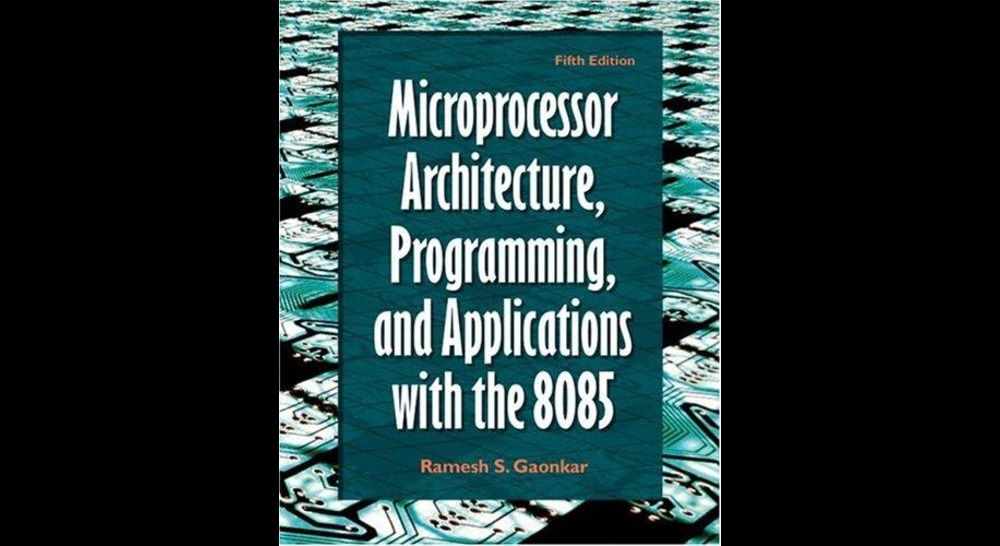 Fifth Edition
Microprocessor
Architecture,
Programming,
and Applications
with the 8085
Ramesh S. Gaonkar